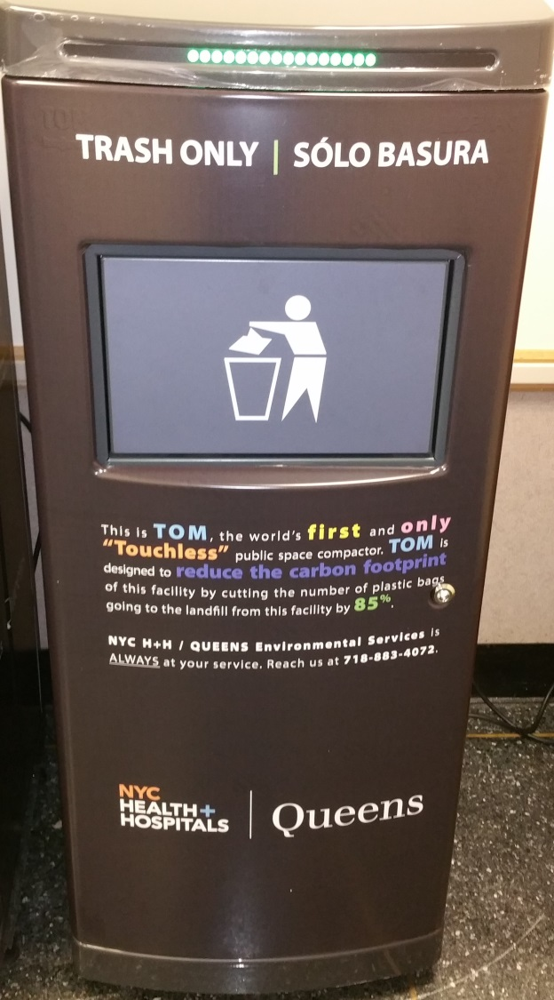 TRASH ONLY | SÓLO BASURA
This is TOM, the world's first and only
"Touchless" public space compactor. TOM is
designed to reduce the carbon footprint
of this facility by cutting the number of plastic bags
going to the landfill from this facility by 85%.
NYC H+H / QUEENS Environmental Services is
ALWAYS at your service. Reach us at 718-883-4072.
NYC
HEALTH+
HOSPITALS
Queens